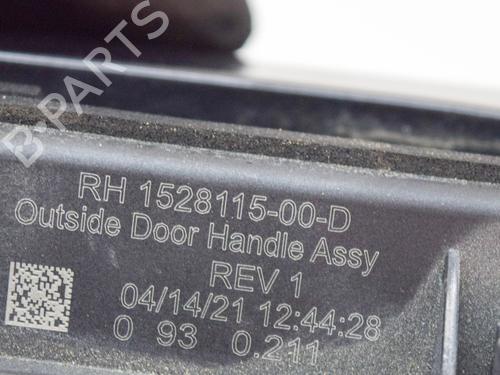 B-PARTS
RH 1528115-00-D
Outside Door Handle Assy
REV 1
04/14/21 12:44:28
0 93 0.211